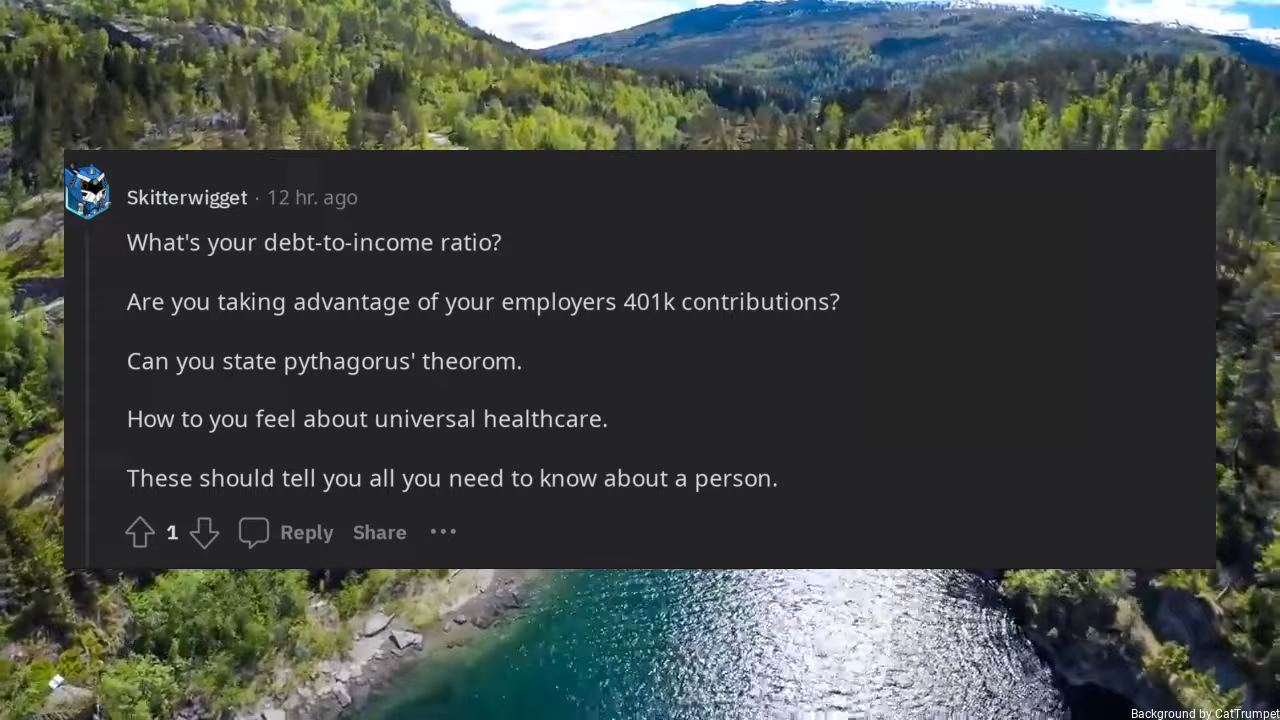 Skitterwigget · 12 hr. ago
What's your debt-to-income ratio?
Are you taking advantage of your employers 401k contributions?
Can you state pythagorus' theorom.
How to you feel about universal healthcare.
These should tell you all you need to know about a person.
1 Reply Share ···
Background by CatTrumpet